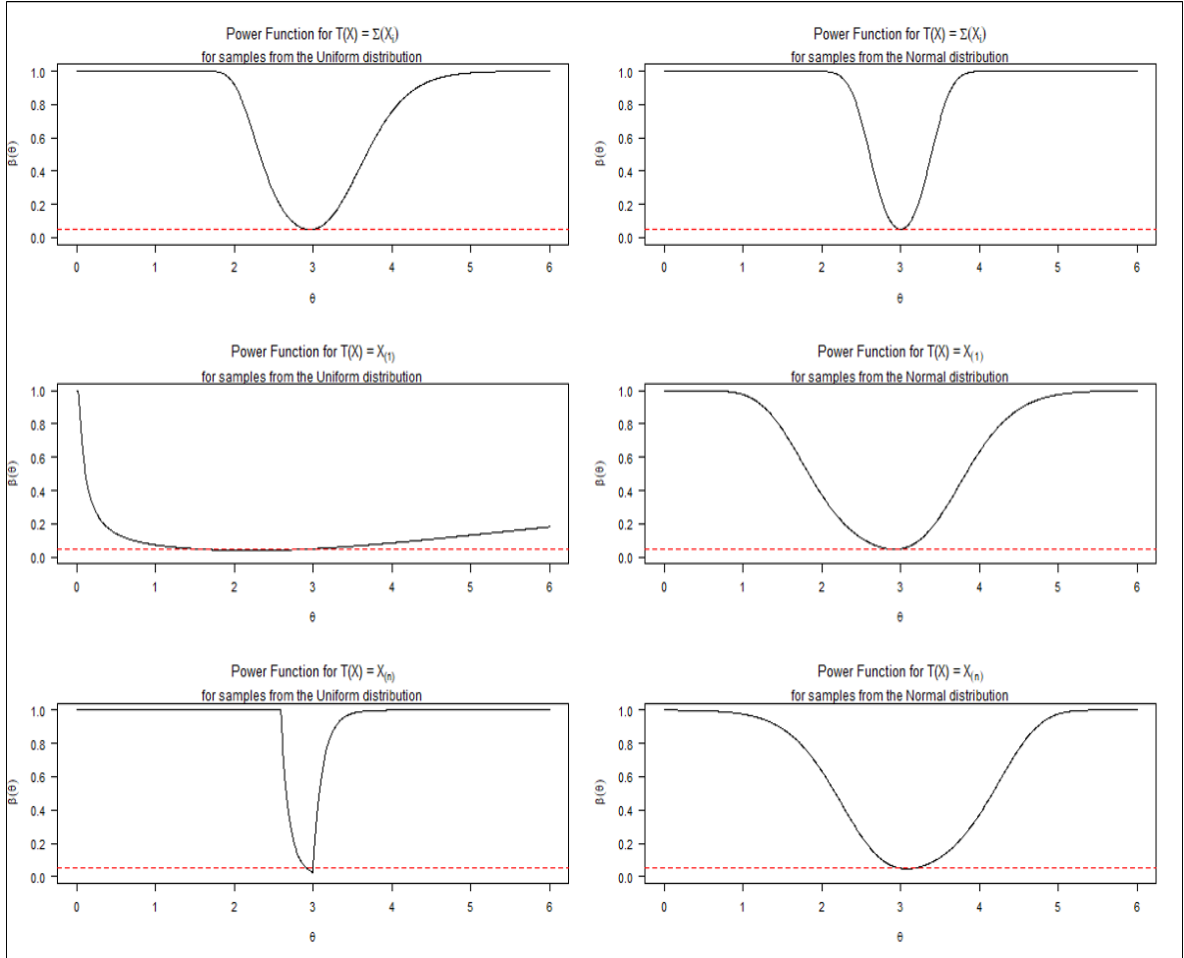 Power Function for T(X) = Σ(Xᵢ)
for samples from the Uniform distribution
β(θ)
1.0
0.8
0.6
0.4
0.2
0.0
0 1 2 3 4 5 6
θ
Power Function for T(X) = Σ(Xᵢ)
for samples from the Normal distribution
β(θ)
1.0
0.8
0.6
0.4
0.2
0.0
0 1 2 3 4 5 6
θ
Power Function for T(X) = X₍₁₎
for samples from the Uniform distribution
β(θ)
1.0
0.8
0.6
0.4
0.2
0.0
0 1 2 3 4 5 6
θ
Power Function for T(X) = X₍₁₎
for samples from the Normal distribution
β(θ)
1.0
0.8
0.6
0.4
0.2
0.0
0 1 2 3 4 5 6
θ
Power Function for T(X) = X₍ₙ₎
for samples from the Uniform distribution
β(θ)
1.0
0.8
0.6
0.4
0.2
0.0
0 1 2 3 4 5 6
θ
Power Function for T(X) = X₍ₙ₎
for samples from the Normal distribution
β(θ)
1.0
0.8
0.6
0.4
0.2
0.0
0 1 2 3 4 5 6
θ